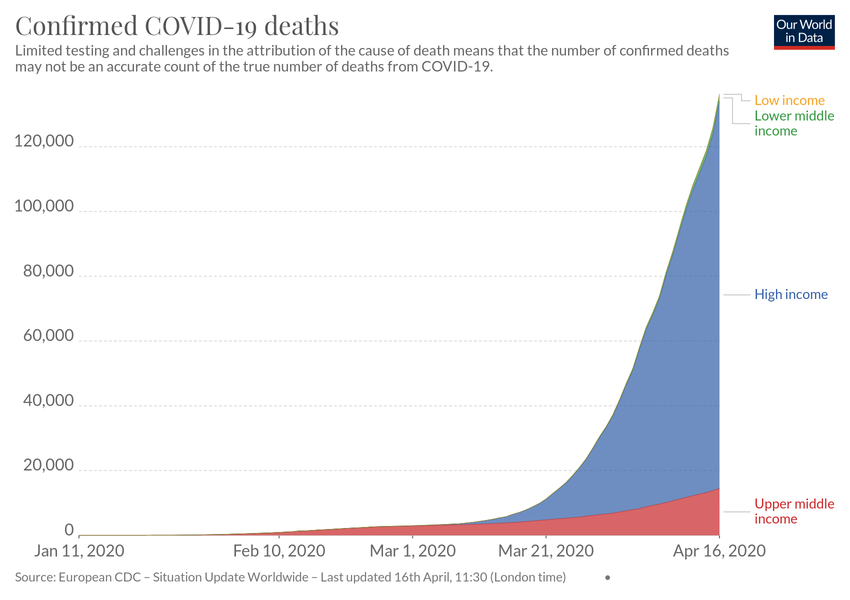 Confirmed COVID-19 deaths
Our World
in Data
Limited testing and challenges in the attribution of the cause of death means that the number of confirmed deaths
may not be an accurate count of the true number of deaths from COVID-19.
Low income
Lower middle
income
120,000
100,000
80,000
High income
60,000
40,000
20,000
Upper middle
income
0
Jan 11, 2020 Feb 10, 2020 Mar 1, 2020 Mar 21, 2020 Apr 16, 2020
Source: European CDC – Situation Update Worldwide – Last updated 16th April, 11:30 (London time) •